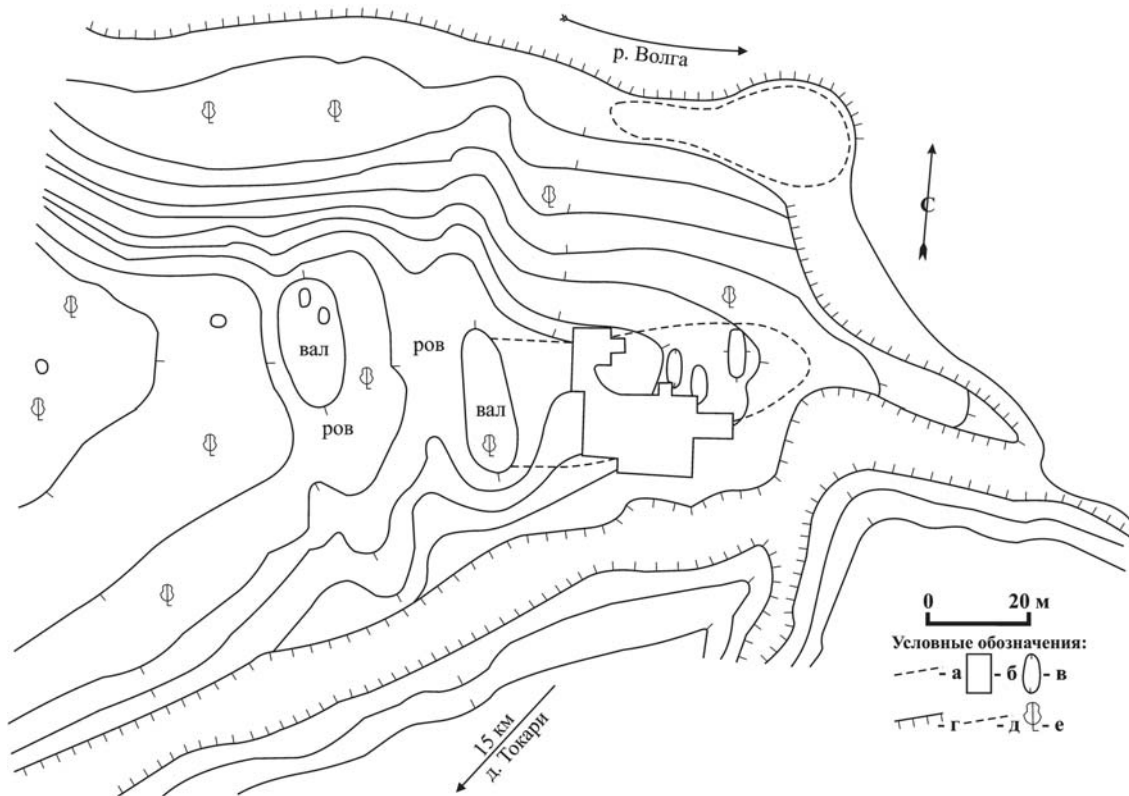 р. Волга
С
вал
ров
вал
ров
0 20 м
Условные обозначения:
- а - б - в
- г - д - е
15 км
д. Токари